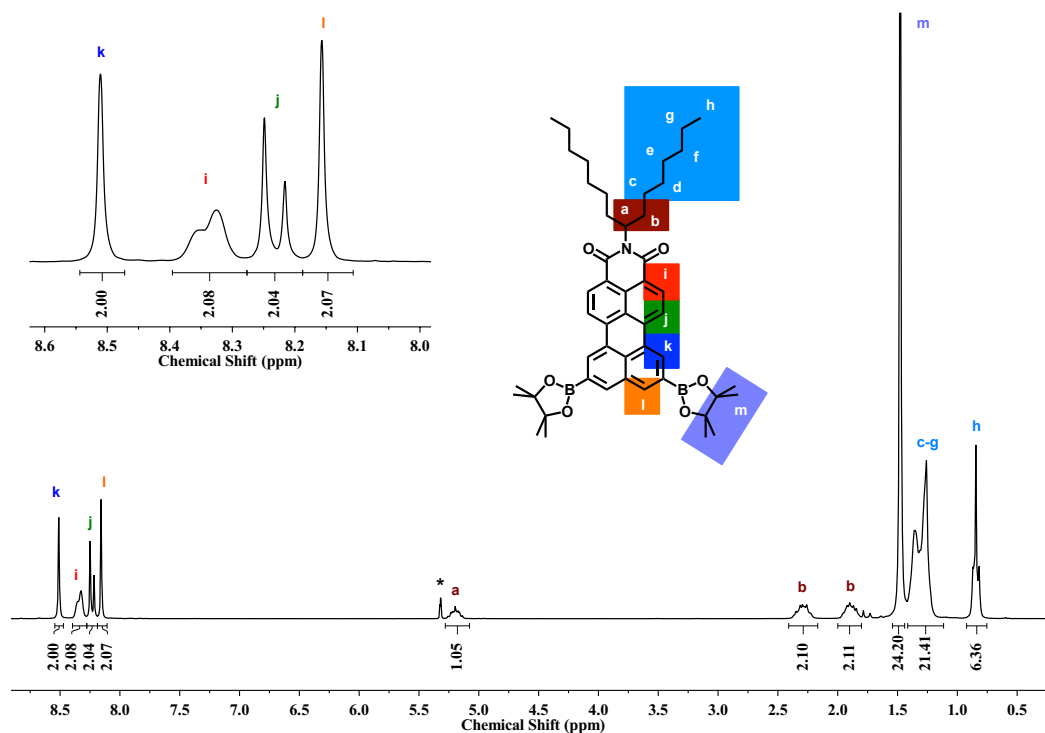 l
m
k
j
i
8.6 8.5 8.4 8.3 8.2 8.1 8.0
Chemical Shift (ppm)
2.00 2.08 2.04 2.07
h
g
e f
c d
a b
O N O
i
j
k
l
O B O
O B O
m
k
i
j
l
* a
b b
c-g
h
2.00 2.08 2.04 2.07 1.05 2.10 2.11 24.20 21.41 6.36
8.5 8.0 7.5 7.0 6.5 6.0 5.5 5.0 4.5 4.0 3.5 3.0 2.5 2.0 1.5 1.0 0.5
Chemical Shift (ppm)